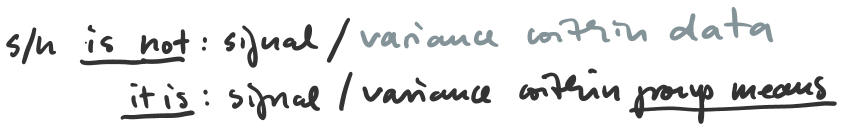 s/n is not: signal / variance within data
it is: signal / variance within group means